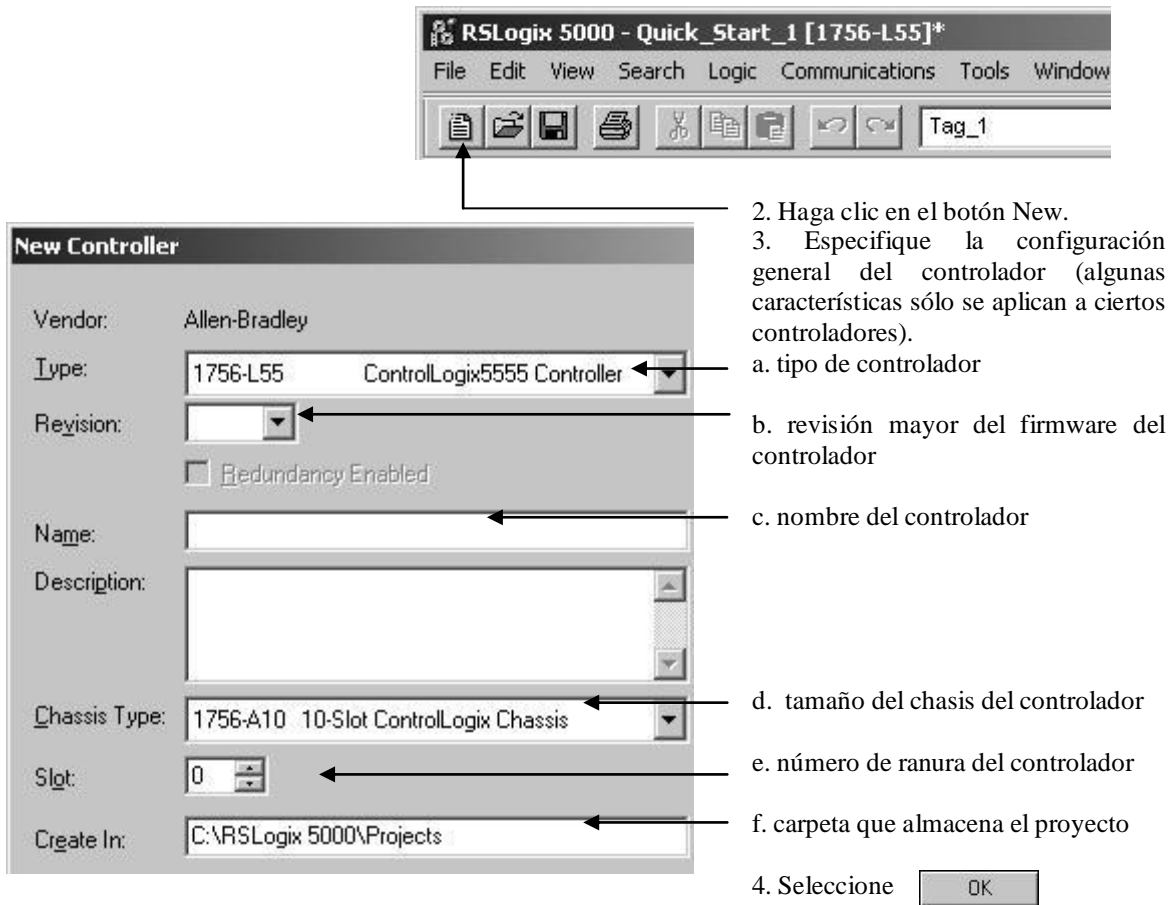 RSLogix 5000 - Quick_Start_1 [1756-L55]*
File Edit View Search Logic Communications Tools Window
Tag_1
2. Haga clic en el botón New.
3. Especifique la configuración
general del controlador (algunas
características sólo se aplican a ciertos
controladores).
a. tipo de controlador
b. revisión mayor del firmware del
controlador
c. nombre del controlador
d. tamaño del chasis del controlador
e. número de ranura del controlador
f. carpeta que almacena el proyecto
4. Seleccione OK
New Controller
Vendor: Allen-Bradley
Type: 1756-L55 ControlLogix5555 Controller
Revision:
Redundancy Enabled
Name:
Description:
Chassis Type: 1756-A10 10-Slot ControlLogix Chassis
Slot: 0
Create In: C:\RSLogix 5000\Projects